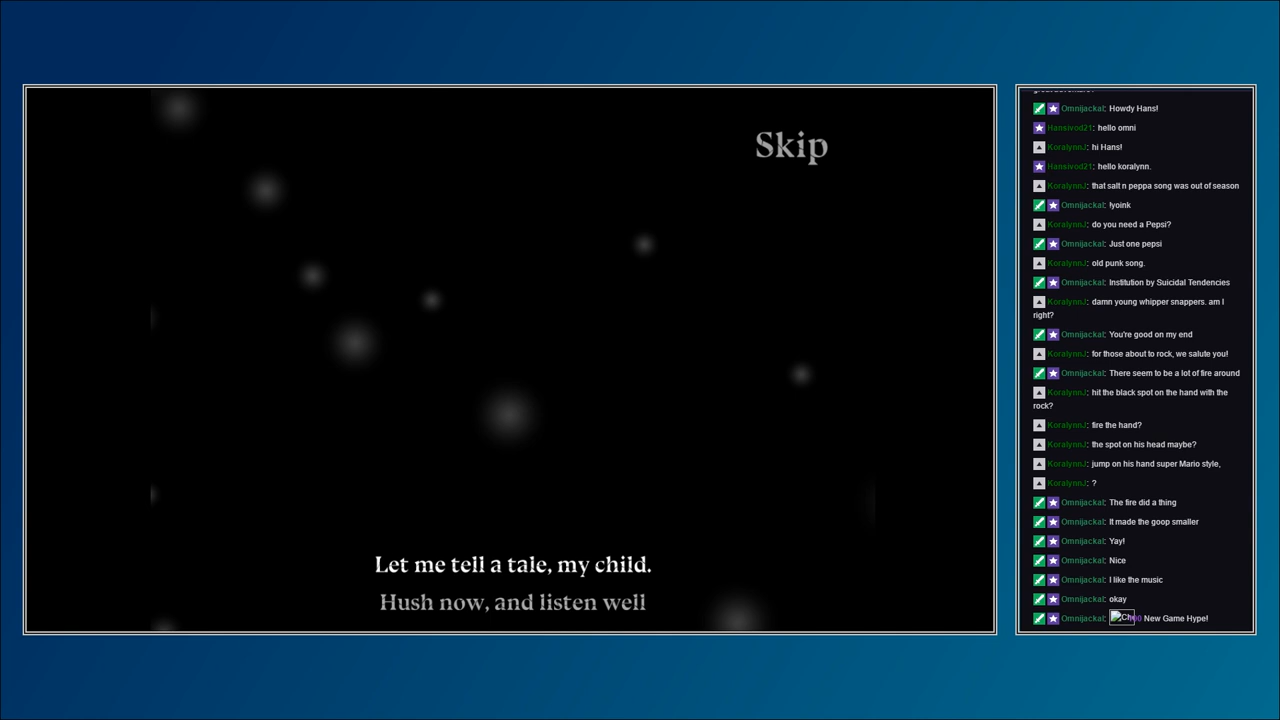 Skip
Let me tell a tale, my child.
Hush now, and listen well
Omnijackal: Howdy Hans!
Hansivod21: hello omni
KoralynnJ: hi Hans!
Hansivod21: hello koralynn.
KoralynnJ: that salt n peppa song was out of season
Omnijackal: !yoink
KoralynnJ: do you need a Pepsi?
Omnijackal: Just one pepsi
KoralynnJ: old punk song.
Omnijackal: Institution by Suicidal Tendencies
KoralynnJ: damn young whipper snappers. am I
right?
Omnijackal: You're good on my end
KoralynnJ: for those about to rock, we salute you!
Omnijackal: There seem to be a lot of fire around
KoralynnJ: hit the black spot on the hand with the
rock?
KoralynnJ: fire the hand?
KoralynnJ: the spot on his head maybe?
KoralynnJ: jump on his hand super Mario style,
KoralynnJ: ?
Omnijackal: The fire did a thing
Omnijackal: It made the goop smaller
Omnijackal: Yay!
Omnijackal: Nice
Omnijackal: I like the music
Omnijackal: okay
Omnijackal: New Game Hype!